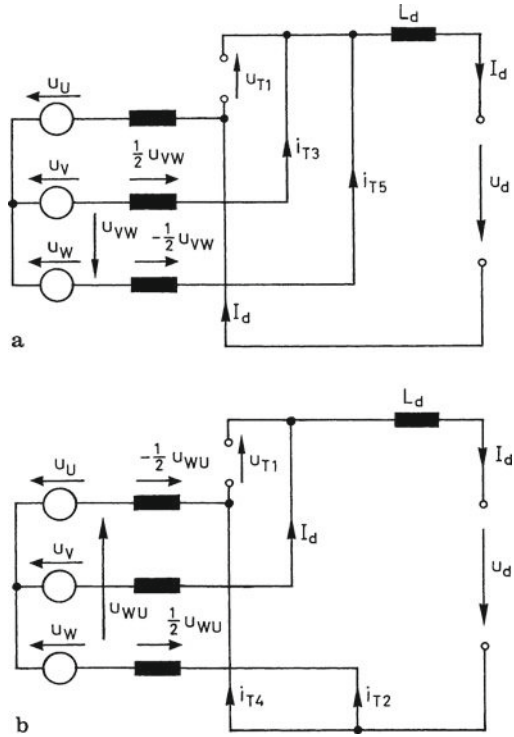 L_d
u_U
u_T1
I_d
½ u_VW
i_T3
u_V
i_T5
u_d
u_VW
-½ u_VW
u_W
I_d
a
L_d
-½ u_WU
u_U
u_T1
I_d
I_d
u_V
u_d
u_WU
½ u_WU
u_W
i_T4
i_T2
b